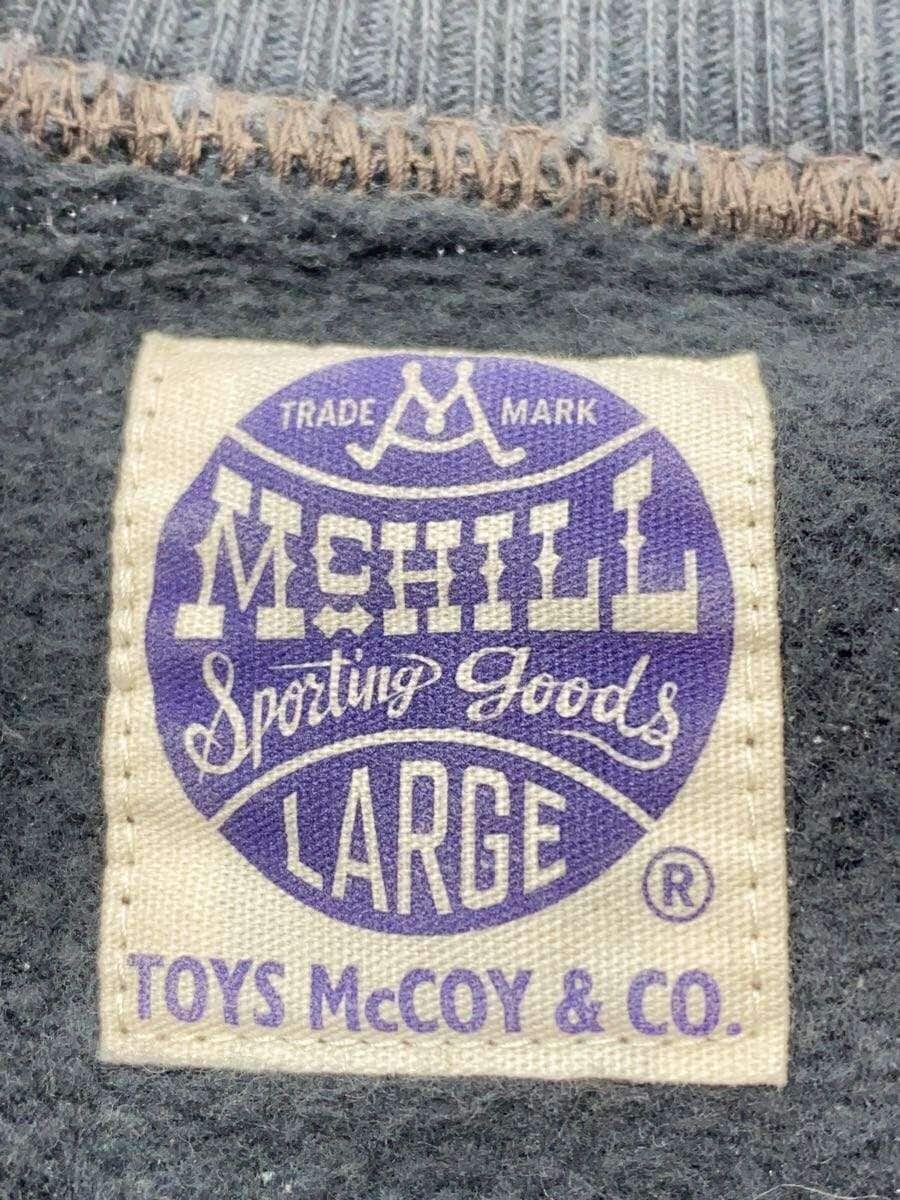 TRADE MARK
McHILL
Sporting goods
LARGE
®
TOYS McCOY & CO.